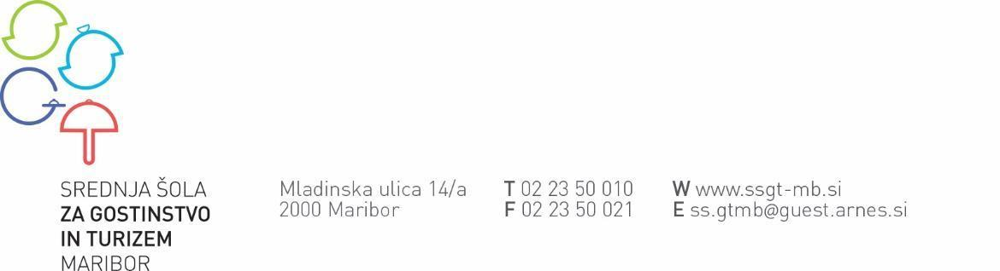 SREDNJA ŠOLA
ZA GOSTINSTVO
IN TURIZEM
MARIBOR
Mladinska ulica 14/a
2000 Maribor
T 02 23 50 010
F 02 23 50 021
W www.ssgt-mb.si
E ss.gtmb@guest.arnes.si